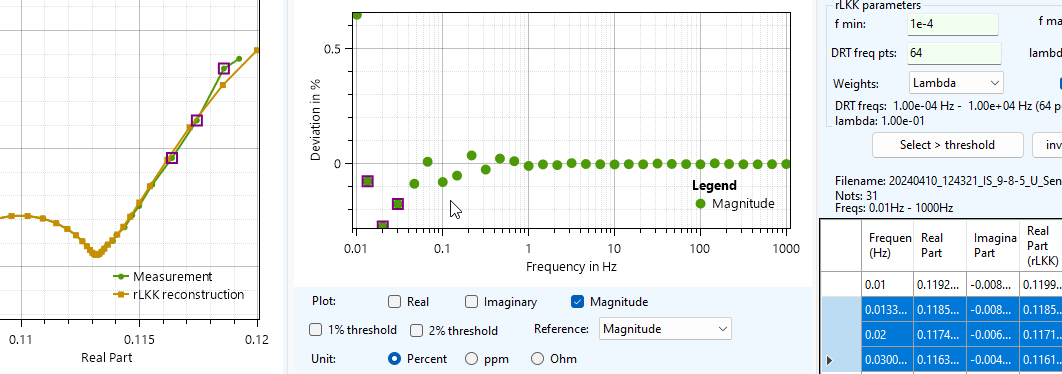 Measurement
rLKK reconstruction
0.11
0.115
0.12
Real Part
Deviation in %
0.5
0
Legend
Magnitude
0.01
0.1
1
10
100
1000
Frequency in Hz
Plot:
Real
Imaginary
Magnitude
1% threshold
2% threshold
Reference:
Magnitude
Unit:
Percent
ppm
Ohm
rLKK parameters
f min:
1e-4
f ma
DRT freq pts:
64
lambd
Weights:
Lambda
DRT freqs: 1.00e-04 Hz - 1.00e+04 Hz (64 p
lambda: 1.00e-01
Select > threshold
inv
Filename: 20240410_124321_IS_9-8-5_U_Sen
Npts: 31
Freqs: 0.01Hz - 1000Hz
Frequen (Hz)
Real Part
Imagina Part
Real Part (rLKK)
0.01 0.1192... -0.008... 0.1199...
0.0133... 0.1185... -0.008... 0.1185...
0.02 0.1174... -0.006... 0.1171...
0.0300... 0.1163... -0.004... 0.1161...